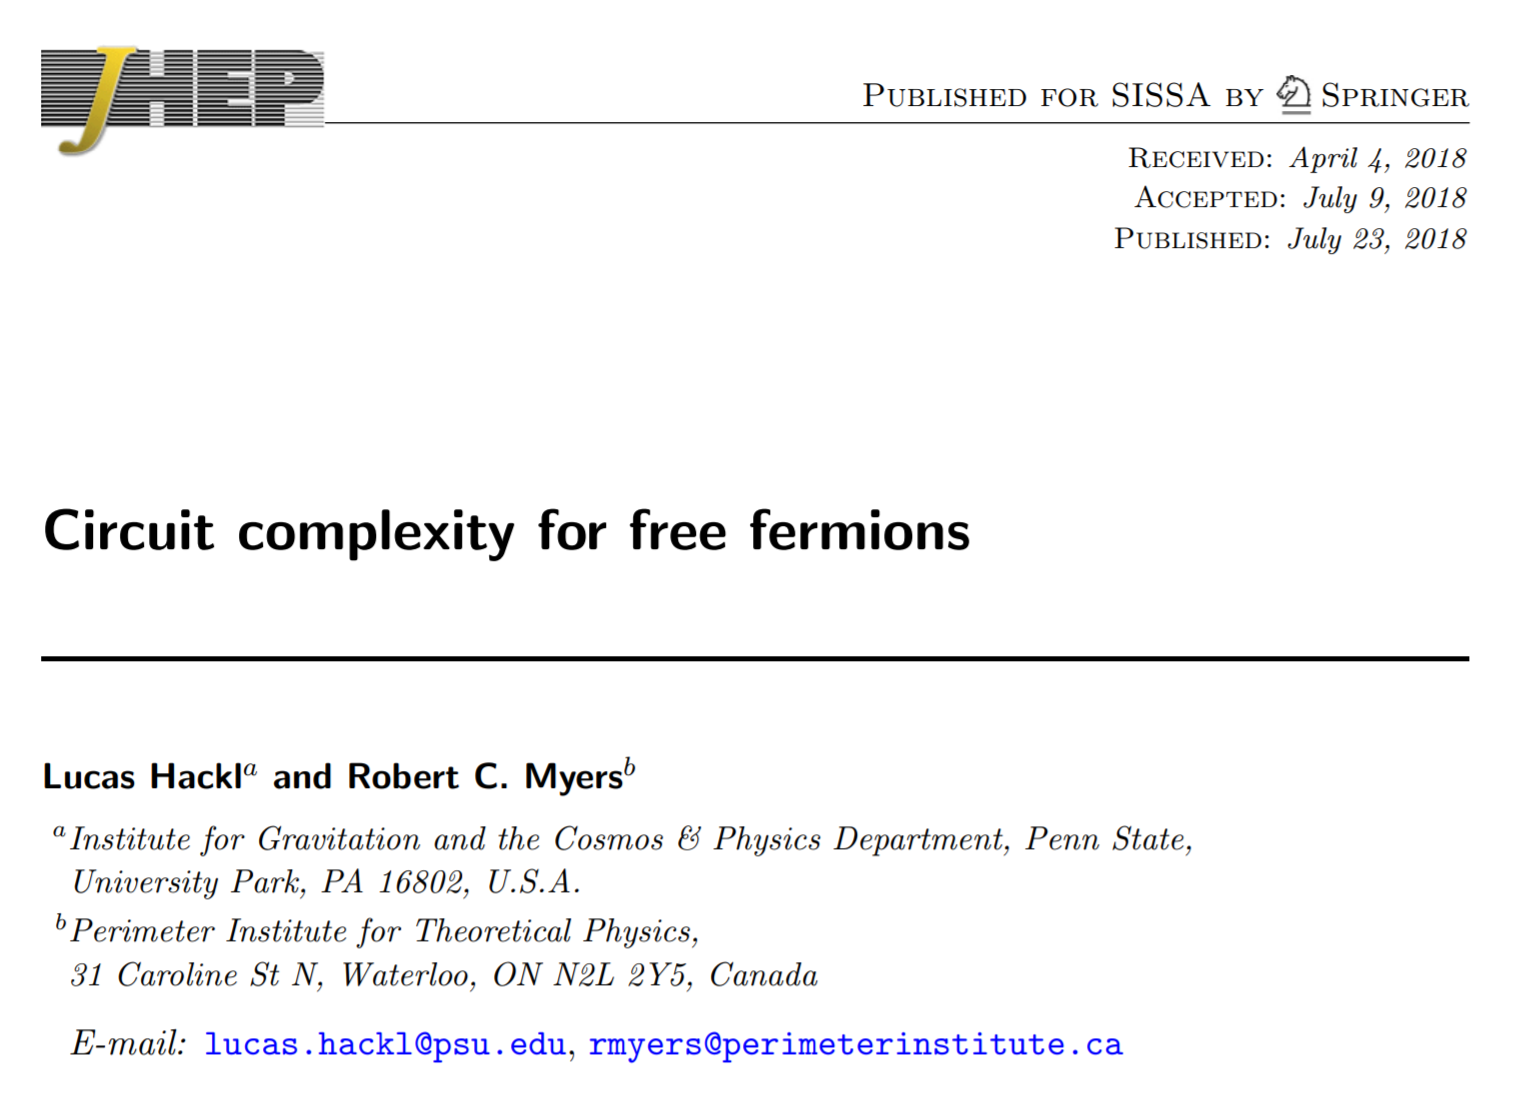 JHEP
Published for SISSA by Springer
Received: April 4, 2018
Accepted: July 9, 2018
Published: July 23, 2018
Circuit complexity for free fermions
Lucas Hackl^a and Robert C. Myers^b
^a Institute for Gravitation and the Cosmos & Physics Department, Penn State,
University Park, PA 16802, U.S.A.
^b Perimeter Institute for Theoretical Physics,
31 Caroline St N, Waterloo, ON N2L 2Y5, Canada
E-mail: lucas.hackl@psu.edu, rmyers@perimeterinstitute.ca